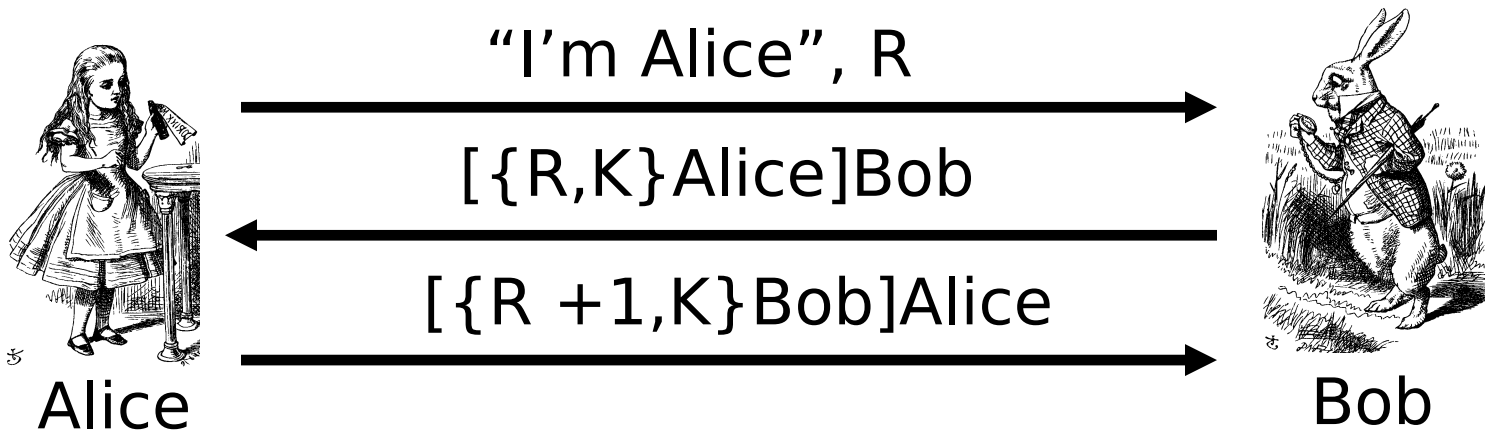 “I’m Alice”, R
[{R,K}Alice]Bob
[{R +1,K}Bob]Alice
Alice
Bob